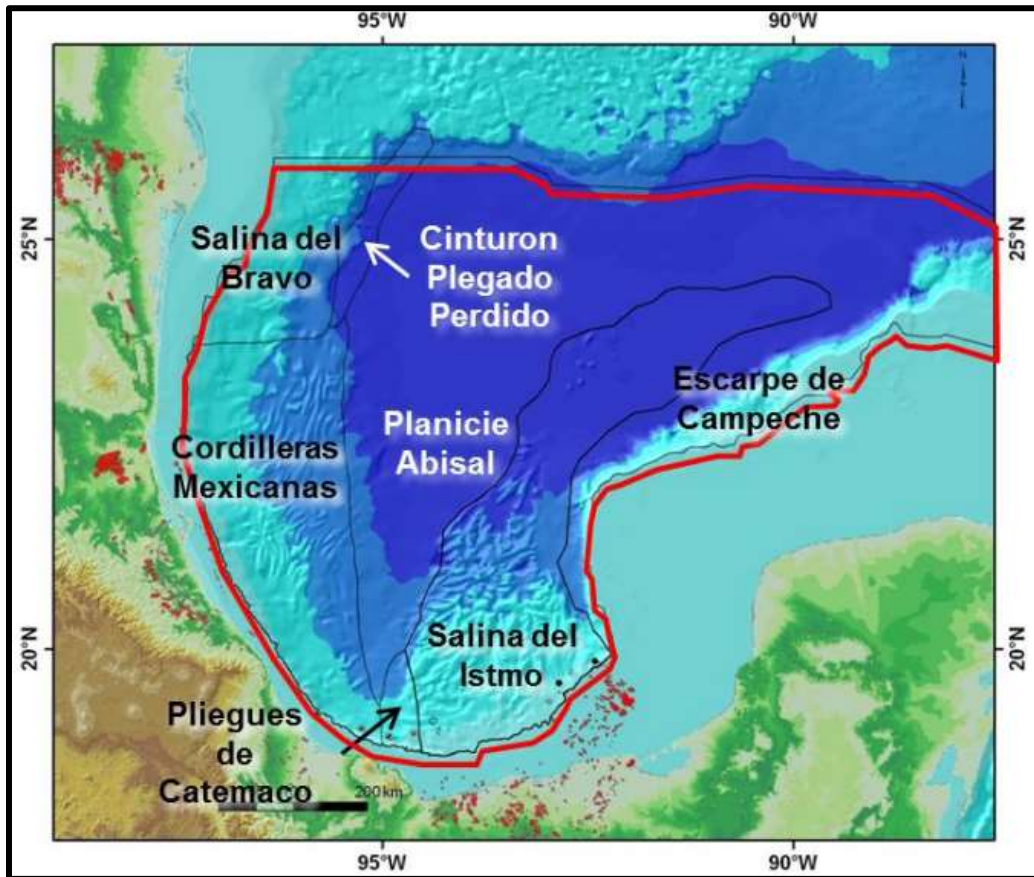 95°W
90°W
25°N
25°N
Salina del
Bravo
Cinturon
Plegado
Perdido
Escarpe de
Campeche
Planicie
Abisal
Cordilleras
Mexicanas
20°N
20°N
Salina del
Istmo
Pliegues
de
Catemaco
200 km
95°W
90°W